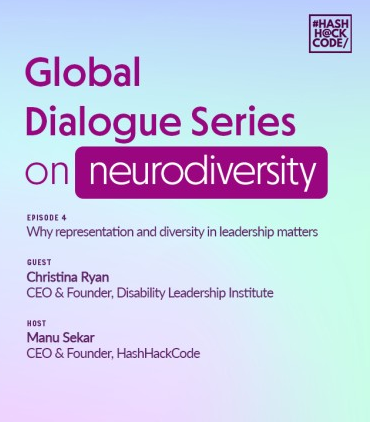 #HASH
H@CK
CODE/
Global
Dialogue Series
on neurodiversity
EPISODE 4
Why representation and diversity in leadership matters
GUEST
Christina Ryan
CEO & Founder, Disability Leadership Institute
HOST
Manu Sekar
CEO & Founder, HashHackCode